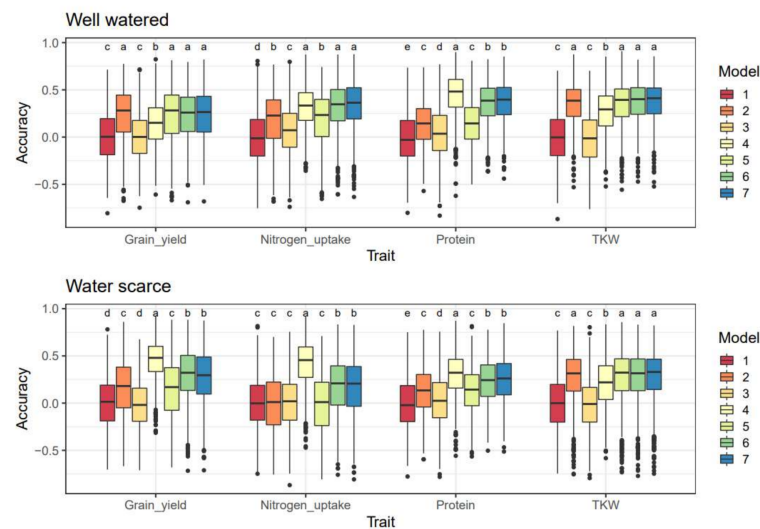 Well watered
1.0
0.5
0.0
−0.5
Accuracy
c a c b a a a
d b c a b a a
e c d a c b b
c a c b a a a
Grain_yield Nitrogen_uptake Protein TKW
Trait
Model
1
2
3
4
5
6
7
Water scarce
1.0
0.5
0.0
−0.5
Accuracy
d c d a c b b
c c c a c b b
e c d a c b b
c a c b a a a
Grain_yield Nitrogen_uptake Protein TKW
Trait
Model
1
2
3
4
5
6
7